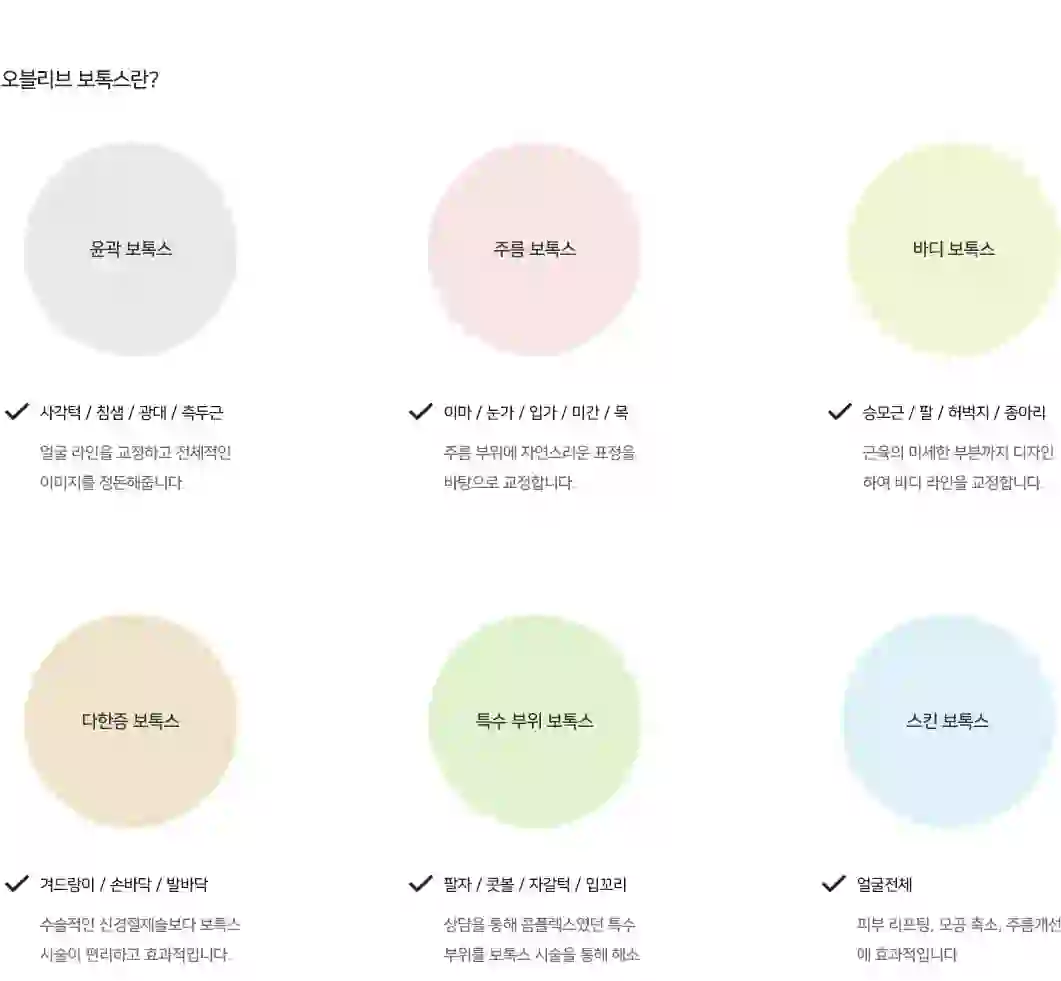 오블리브 보톡스란?
윤곽 보톡스
주름 보톡스
바디 보톡스
사각턱 / 침샘 / 광대 / 측두근
얼굴 라인을 교정하고 전체적인
이미지를 정돈해줍니다.
이마 / 눈가 / 입가 / 미간 / 목
주름 부위에 자연스러운 표정을
바탕으로 교정합니다.
승모근 / 팔 / 허벅지 / 종아리
근육의 미세한 부분까지 디자인
하여 바디 라인을 교정합니다.
다한증 보톡스
특수 부위 보톡스
스킨 보톡스
겨드랑이 / 손바닥 / 발바닥
수술적인 신경절제술보다 보톡스
시술이 편리하고 효과적입니다.
팔자 / 콧볼 / 자갈턱 / 입꼬리
상담을 통해 콤플렉스였던 특수
부위를 보톡스 시술을 통해 해소
얼굴전체
피부 리프팅, 모공 축소, 주름개선
에 효과적입니다